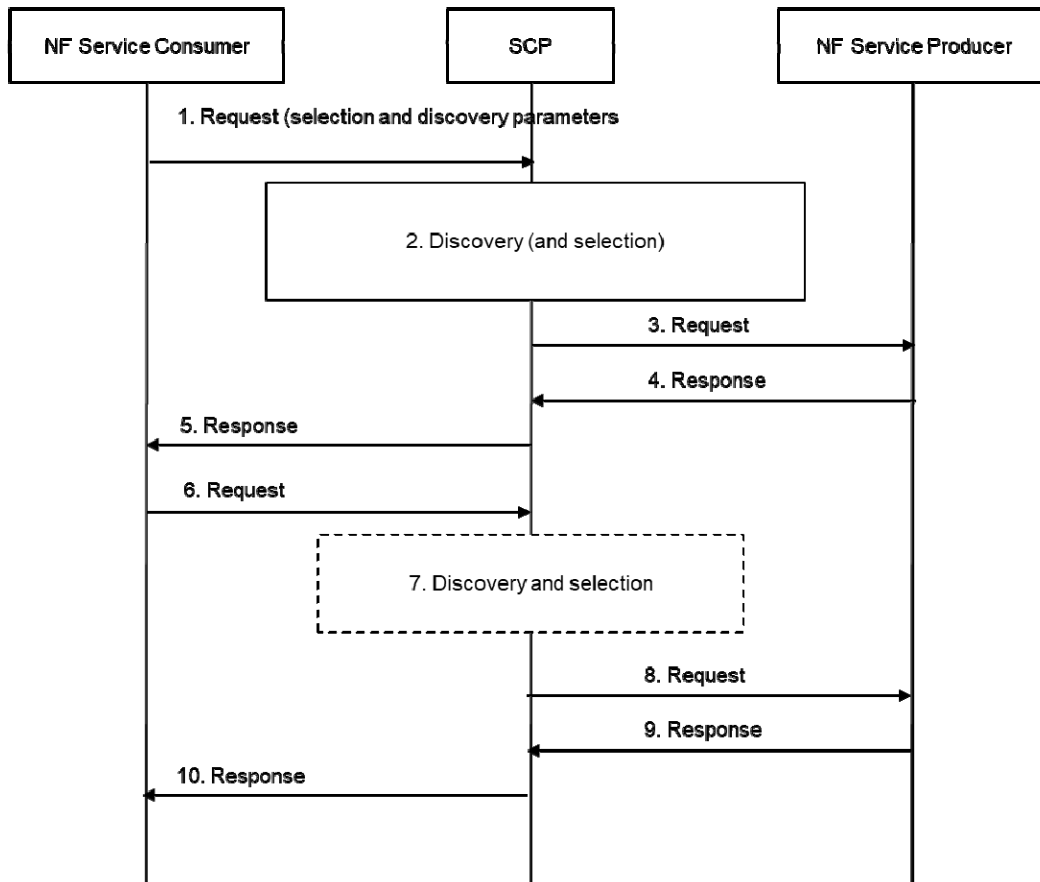 NF Service Consumer
SCP
NF Service Producer
1. Request (selection and discovery parameters
2. Discovery (and selection)
3. Request
4. Response
5. Response
6. Request
7. Discovery and selection
8. Request
9. Response
10. Response